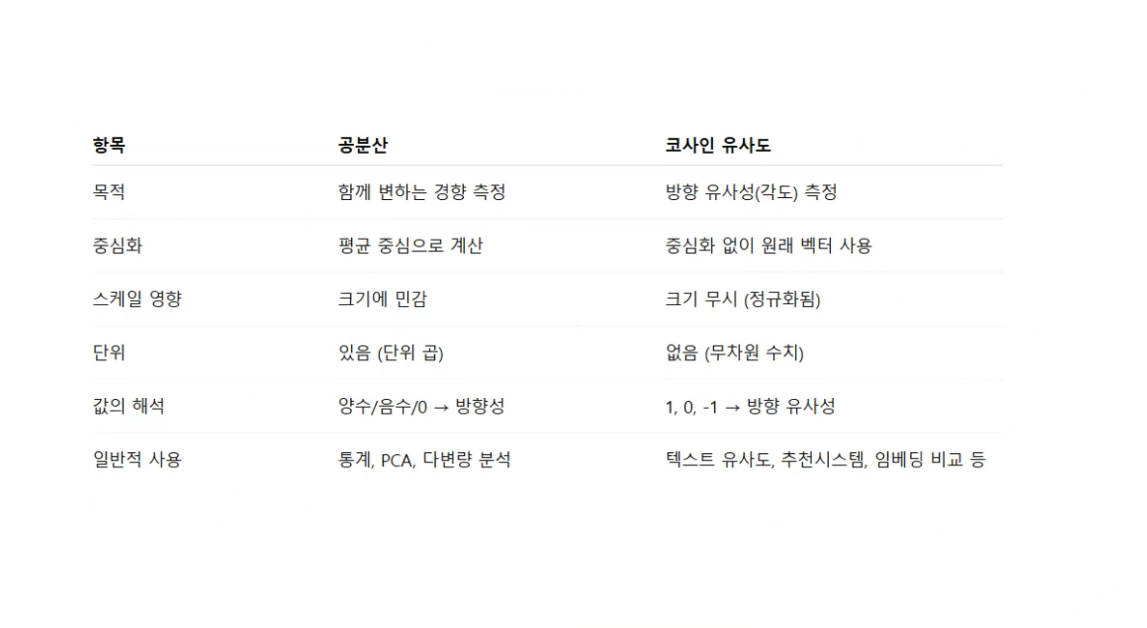 항목 공분산 코사인 유사도
목적 함께 변하는 경향 측정 방향 유사성(각도) 측정
중심화 평균 중심으로 계산 중심화 없이 원래 벡터 사용
스케일 영향 크기에 민감 크기 무시 (정규화됨)
단위 있음 (단위 곱) 없음 (무차원 수치)
값의 해석 양수/음수/0 → 방향성 1, 0, -1 → 방향 유사성
일반적 사용 통계, PCA, 다변량 분석 텍스트 유사도, 추천시스템, 임베딩 비교 등